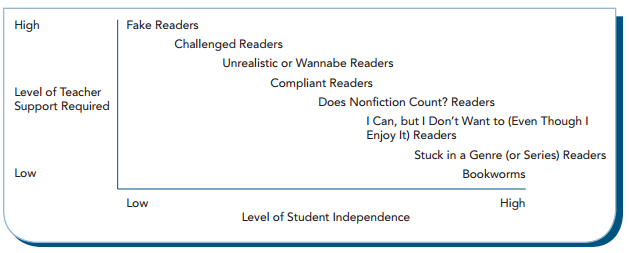 High
Fake Readers
Challenged Readers
Unrealistic or Wannabe Readers
Compliant Readers
Level of Teacher
Support Required
Does Nonfiction Count? Readers
I Can, but I Don’t Want to (Even Though I
Enjoy It) Readers
Stuck in a Genre (or Series) Readers
Low
Bookworms
Low
High
Level of Student Independence